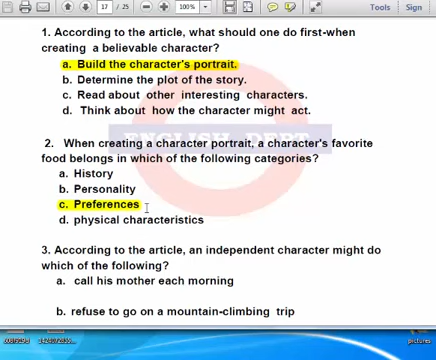 17 / 25 100% Tools Sign
1. According to the article, what should one do first-when
creating a believable character?
a. Build the character's portrait.
b. Determine the plot of the story.
c. Read about other interesting characters.
d. Think about how the character might act.
ENGLISH DEPT
2. When creating a character portrait, a character's favorite
food belongs in which of the following categories?
a. History
b. Personality
c. Preferences
d. physical characteristics
3. According to the article, an independent character might do
which of the following?
a. call his mother each morning
b. refuse to go on a mountain-climbing trip
pictures